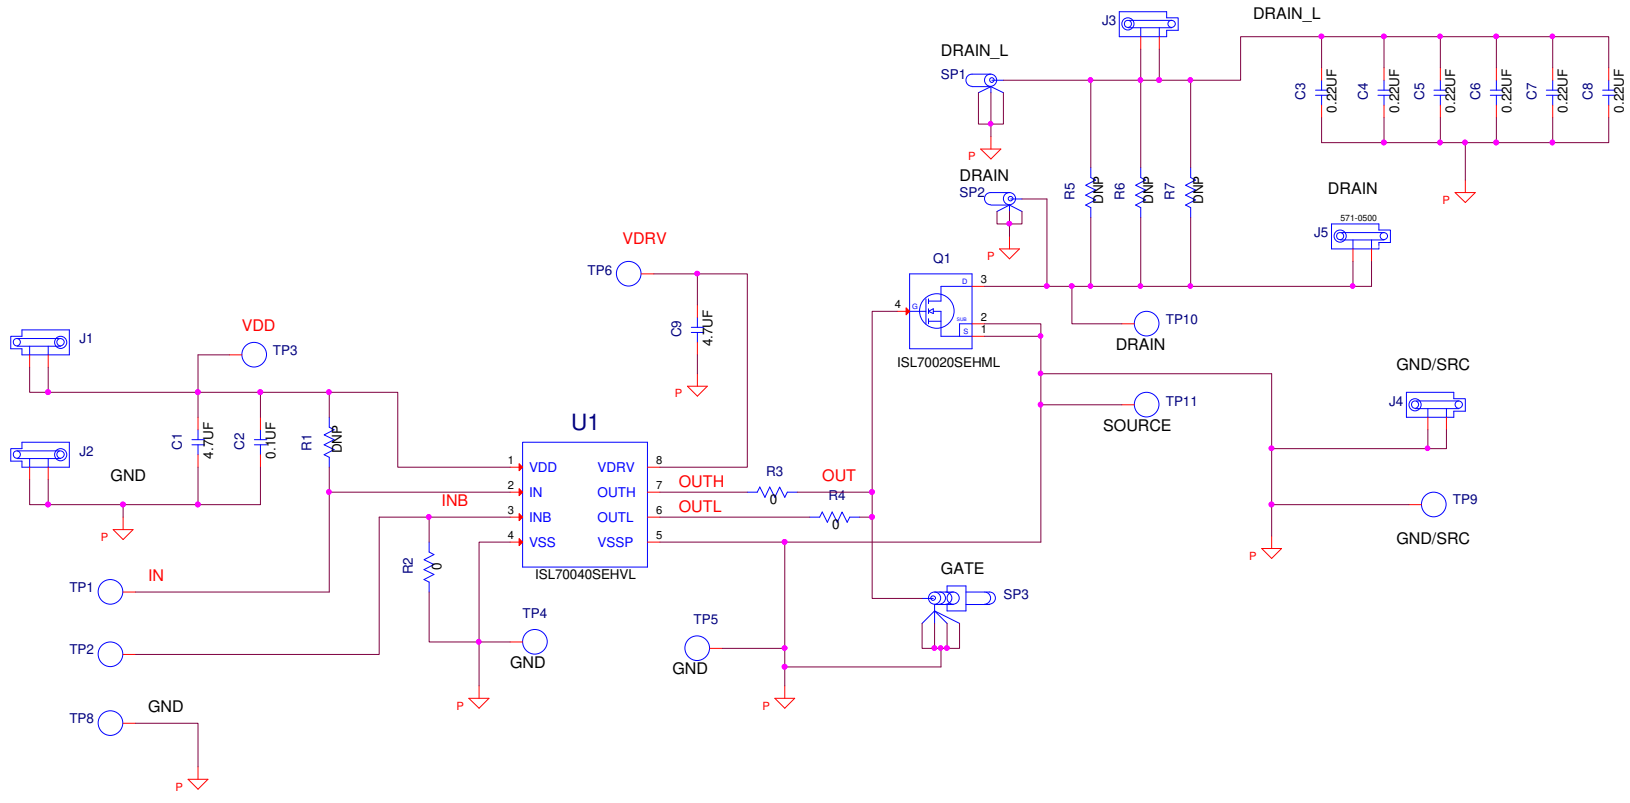 DRAIN_L
J3
DRAIN_L
SP1
C3
0.22UF
C4
0.22UF
C5
0.22UF
C6
0.22UF
C7
0.22UF
C8
0.22UF
P
DRAIN
SP2
R5
DNP
R6
DNP
R7
DNP
DRAIN
P
571-0500
J5
VDRV
TP6
P
Q1
D
3
4
G
SUB
2
S
1
ISL70020SEHML
TP10
DRAIN
C9
4.7UF
P
J1
VDD
TP3
GND/SRC
J4
TP11
SOURCE
J2
GND
C1
4.7UF
C2
0.1UF
R1
DNP
P
U1
1
VDD
VDRV
8
2
IN
OUTH
7
3
INB
OUTL
6
4
VSS
VSSP
5
ISL70040SEHVL
INB
OUTH
R3
0
OUT
OUTL
R4
0
TP9
GND/SRC
P
R2
0
IN
TP1
TP2
TP4
GND
P
TP5
GND
P
GATE
SP3
TP8
GND
P